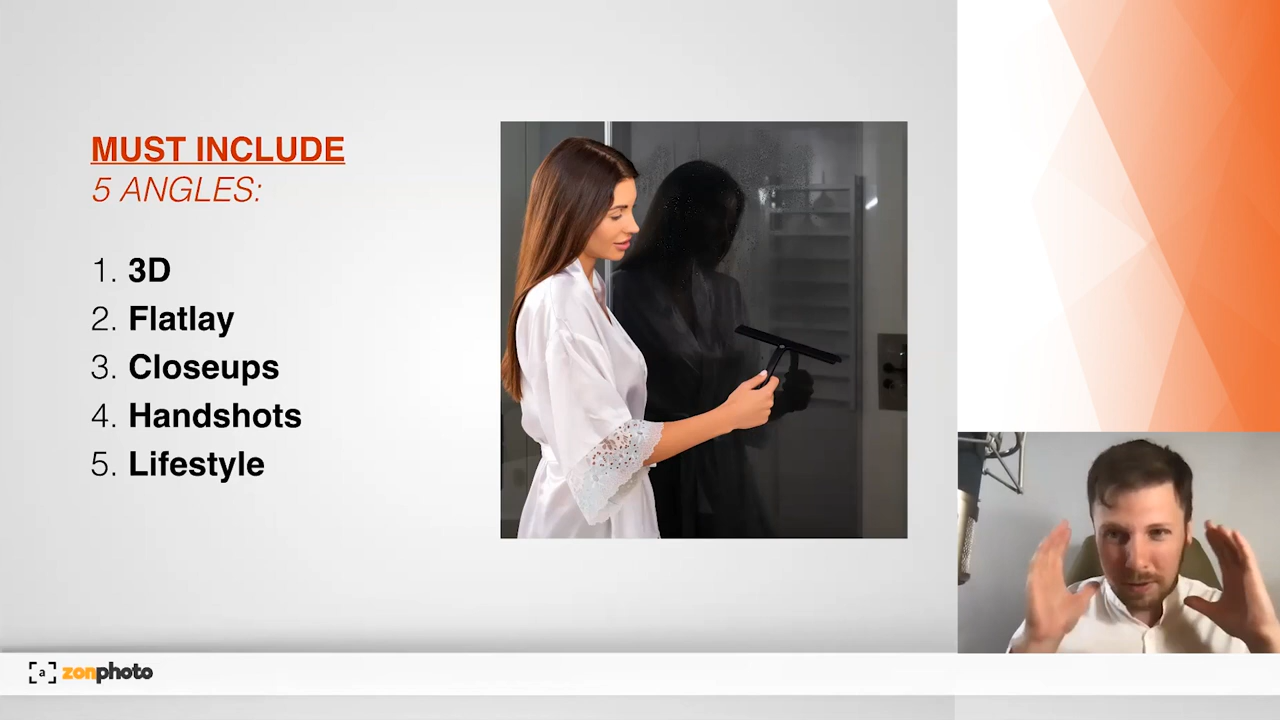 MUST INCLUDE
5 ANGLES:
1. 3D
2. Flatlay
3. Closeups
4. Handshots
5. Lifestyle
[a] zonphoto